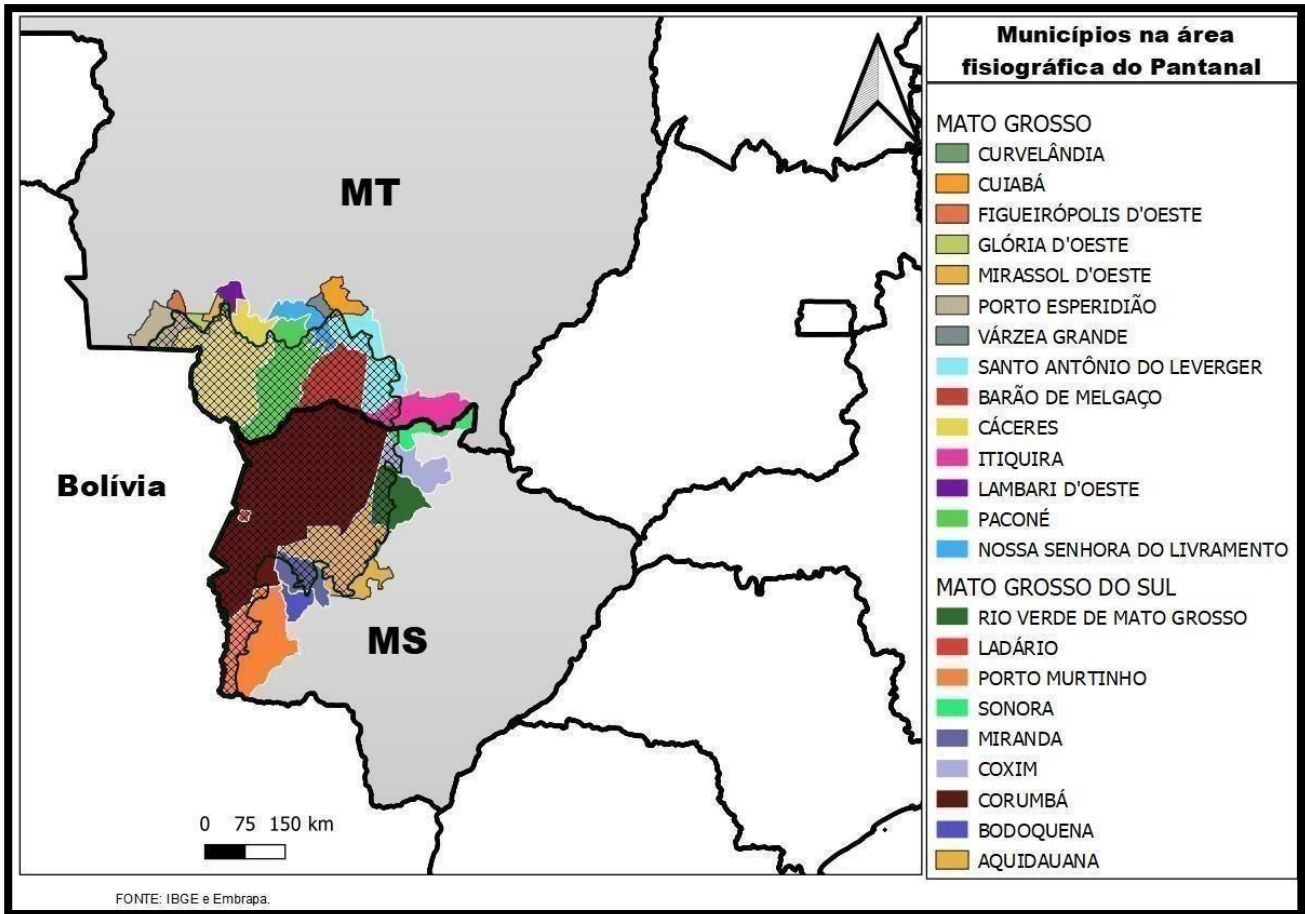 Municípios na área
fisiográfica do Pantanal
MATO GROSSO
CURVELÂNDIA
CUIABÁ
FIGUEIRÓPOLIS D'OESTE
GLÓRIA D'OESTE
MIRASSOL D'OESTE
PORTO ESPERIDIÃO
VÁRZEA GRANDE
SANTO ANTÔNIO DO LEVERGER
BARÃO DE MELGAÇO
CÁCERES
ITIQUIRA
LAMBARI D'OESTE
PACONÉ
NOSSA SENHORA DO LIVRAMENTO
MATO GROSSO DO SUL
RIO VERDE DE MATO GROSSO
LADÁRIO
PORTO MURTINHO
SONORA
MIRANDA
COXIM
CORUMBÁ
BODOQUENA
AQUIDAUANA
MT
Bolívia
MS
0 75 150 km
FONTE: IBGE e Embrapa.